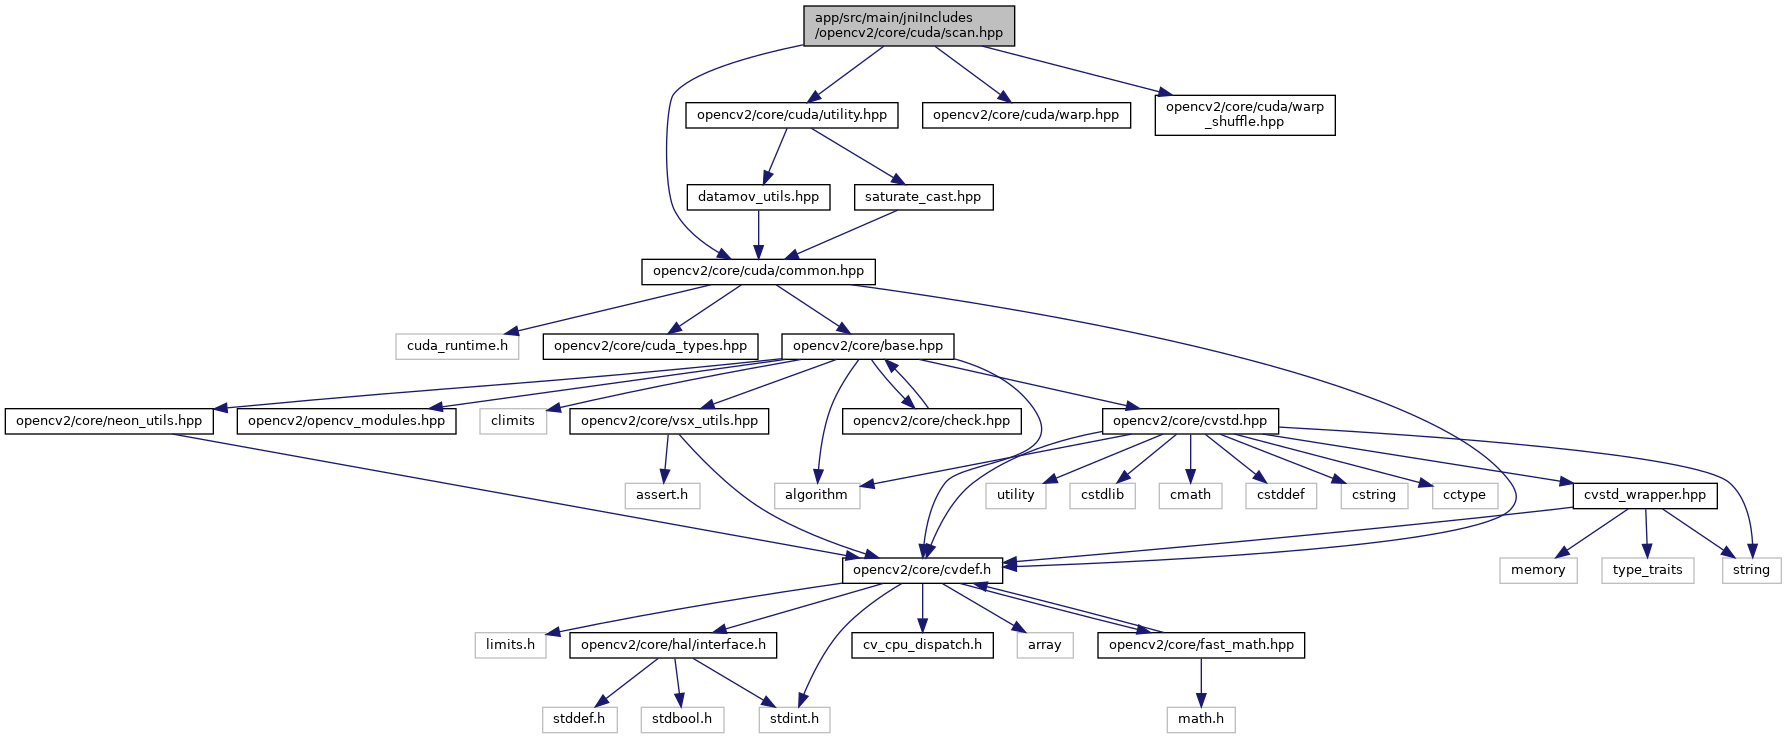 app/src/main/jniIncludes
/opencv2/core/cuda/scan.hpp
opencv2/core/cuda/utility.hpp
opencv2/core/cuda/warp.hpp
opencv2/core/cuda/warp
_shuffle.hpp
datamov_utils.hpp
saturate_cast.hpp
opencv2/core/cuda/common.hpp
cuda_runtime.h
opencv2/core/cuda_types.hpp
opencv2/core/base.hpp
opencv2/core/neon_utils.hpp
opencv2/opencv_modules.hpp
climits
opencv2/core/vsx_utils.hpp
opencv2/core/check.hpp
opencv2/core/cvstd.hpp
assert.h
algorithm
utility
cstdlib
cmath
cstddef
cstring
cctype
cvstd_wrapper.hpp
opencv2/core/cvdef.h
memory
type_traits
string
limits.h
opencv2/core/hal/interface.h
cv_cpu_dispatch.h
array
opencv2/core/fast_math.hpp
stddef.h
stdbool.h
stdint.h
math.h